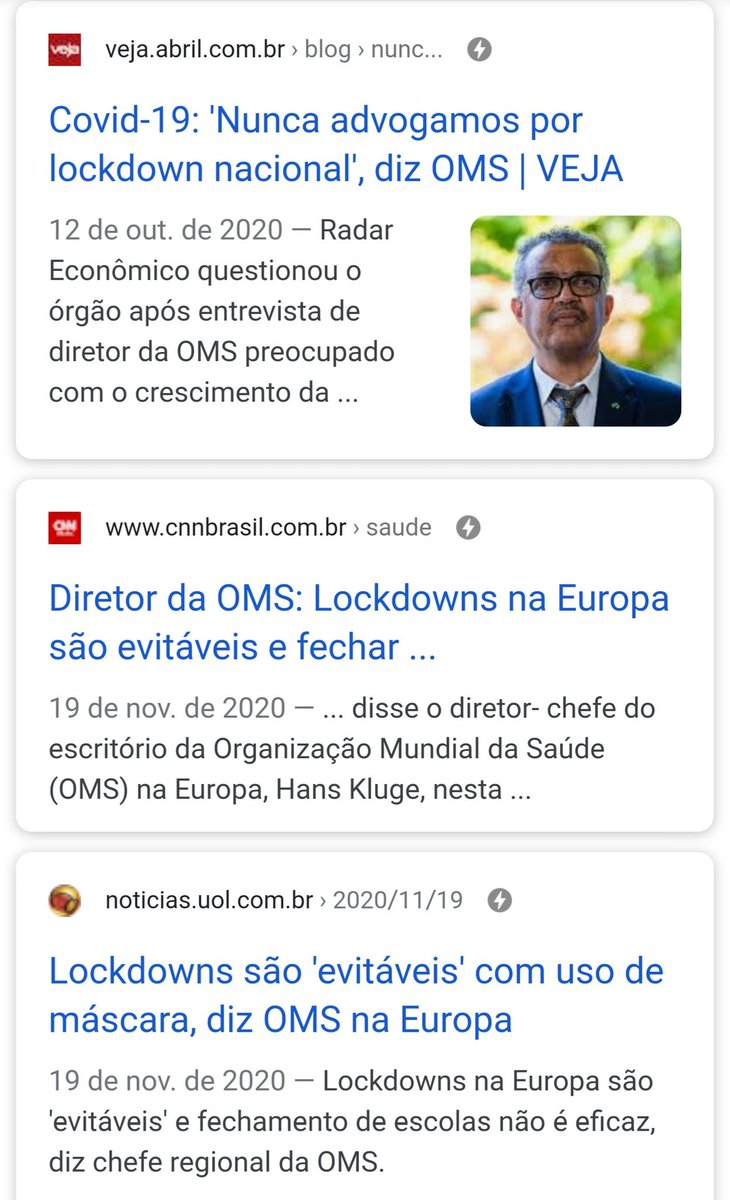 veja
veja.abril.com.br › blog › nunc...
Covid-19: 'Nunca advogamos por
lockdown nacional', diz OMS | VEJA
12 de out. de 2020 — Radar
Econômico questionou o
órgão após entrevista de
diretor da OMS preocupado
com o crescimento da ...
CNN
www.cnnbrasil.com.br › saude
Diretor da OMS: Lockdowns na Europa
são evitáveis e fechar ...
19 de nov. de 2020 — ... disse o diretor- chefe do
escritório da Organização Mundial da Saúde
(OMS) na Europa, Hans Kluge, nesta ...
noticias.uol.com.br › 2020/11/19
Lockdowns são 'evitáveis' com uso de
máscara, diz OMS na Europa
19 de nov. de 2020 — Lockdowns na Europa são
'evitáveis' e fechamento de escolas não é eficaz,
diz chefe regional da OMS.